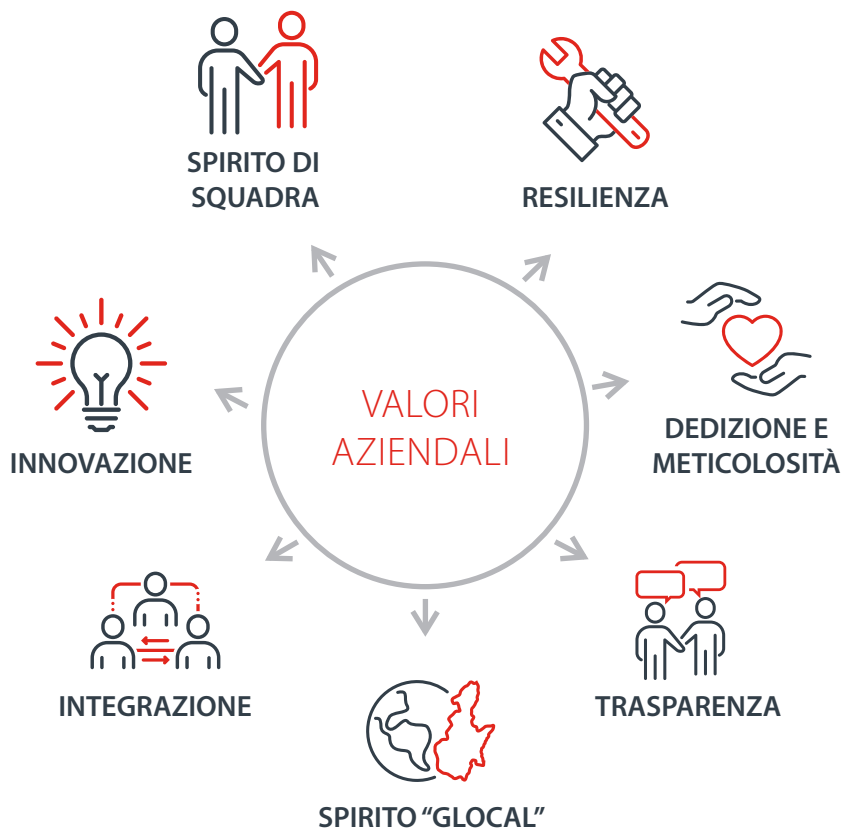 SPIRITO DI
SQUADRA
RESILIENZA
VALORI
AZIENDALI
INNOVAZIONE
DEDIZIONE E
METICOLOSITÀ
INTEGRAZIONE
TRASPARENZA
SPIRITO “GLOCAL”